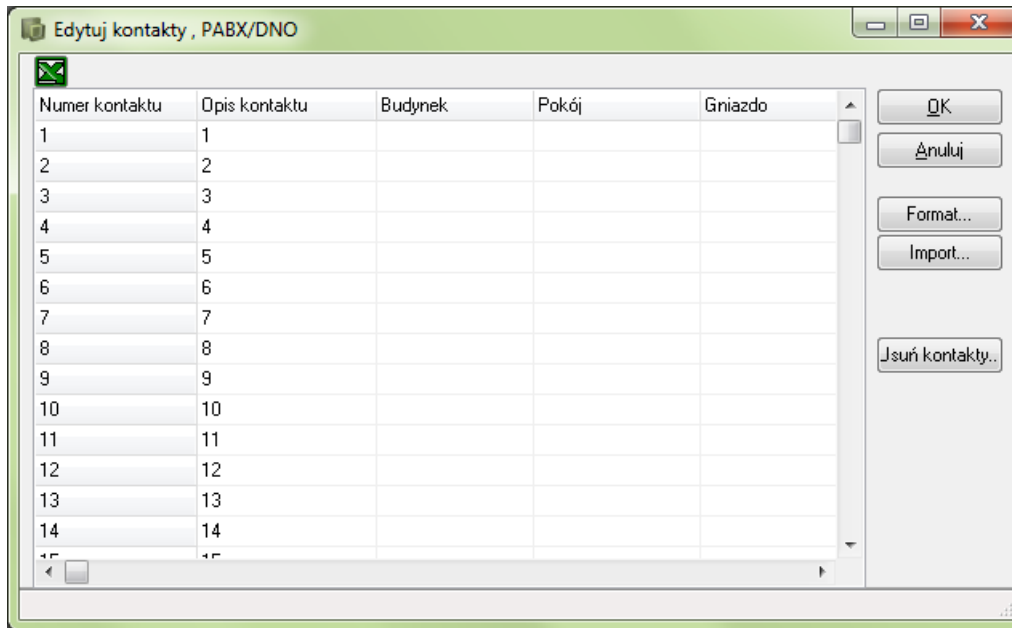 Edytuj kontakty , PABX/DNO
Numer kontaktu Opis kontaktu Budynek Pokój Gniazdo
1 1
2 2
3 3
4 4
5 5
6 6
7 7
8 8
9 9
10 10
11 11
12 12
13 13
14 14
OK
Anuluj
Format...
Import...
Usuń kontakty..